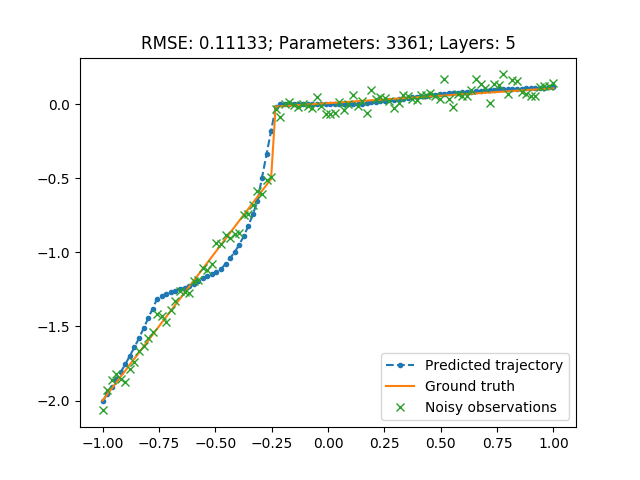 RMSE: 0.11133; Parameters: 3361; Layers: 5
0.0
−0.5
−1.0
−1.5
−2.0
Predicted trajectory
Ground truth
Noisy observations
−1.00 −0.75 −0.50 −0.25 0.00 0.25 0.50 0.75 1.00